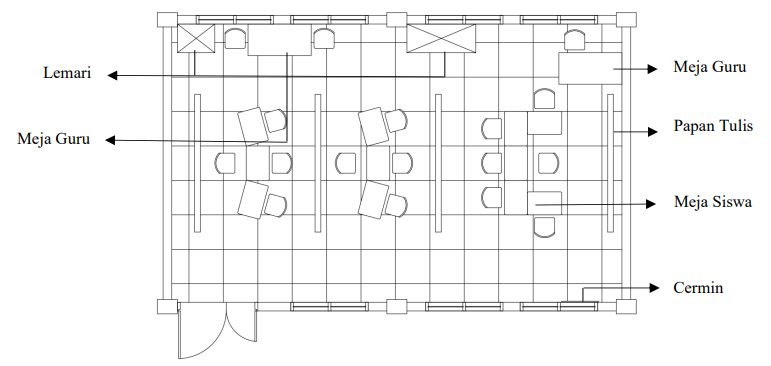 Lemari
Meja Guru
Meja Guru
Papan Tulis
Meja Siswa
Cermin